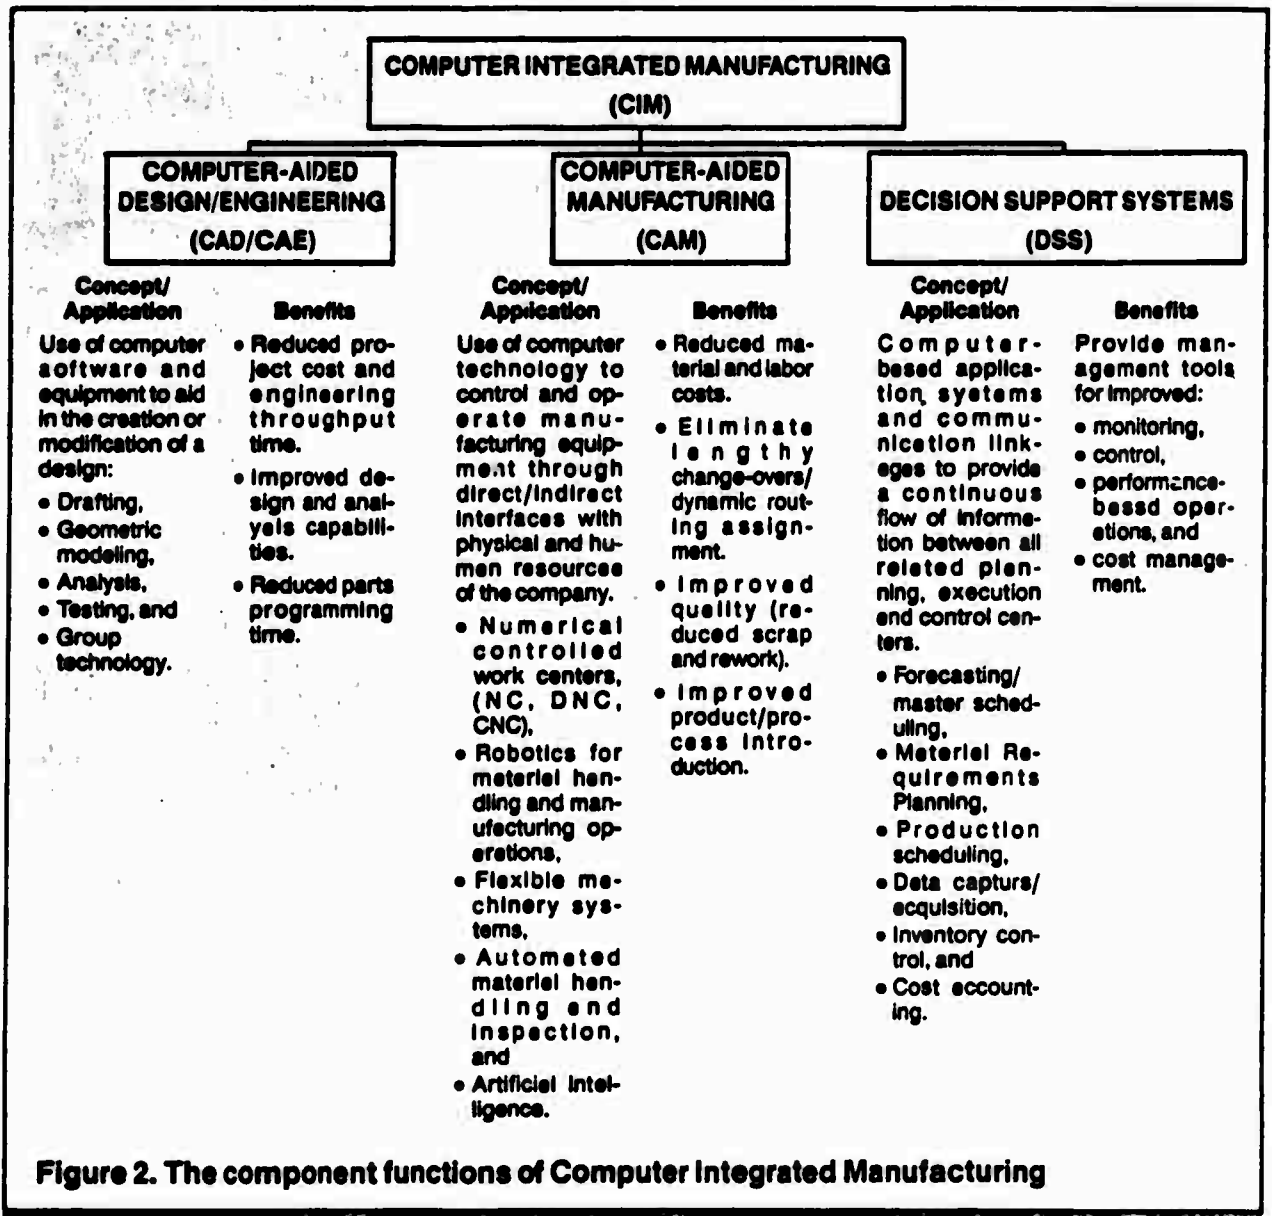 COMPUTER INTEGRATED MANUFACTURING
(CIM)
COMPUTER-AIDED
DESIGN/ENGINEERING
(CAD/CAE)
Concept/
Application
Use of computer
software and
equipment to aid
in the creation or
modification of a
design:
• Drafting,
• Geometric
modeling,
• Analysis,
• Testing, and
• Group
technology.
Benefits
• Reduced pro-
ject cost and
engineering
throughput
time.
• Improved de-
sign and anal-
ysis capabili-
ties.
• Reduced parts
programming
time.
COMPUTER-AIDED
MANUFACTURING
(CAM)
Concept/
Application
Use of computer
technology to
control and op-
erate manu-
facturing equip-
ment through
direct/indirect
interfaces with
physical and hu-
man resources
of the company.
• Numerical
controlled
work centers,
(NC, DNC,
CNC),
• Robotics for
material han-
dling and man-
ufacturing op-
erations,
• Flexible ma-
chinery sys-
tems,
• Automated
material han-
dling and
inspection,
and
• Artificial intel-
ligence.
Benefits
• Reduced ma-
terial and labor
costs.
• Eliminate
lengthy
change-overs/
dynamic rout-
ing assign-
ment.
• Improved
quality (re-
duced scrap
and rework).
• Improved
product/pro-
cess intro-
duction.
DECISION SUPPORT SYSTEMS
(DSS)
Concept/
Application
Computer-
based applica-
tion, systems
and commu-
nication link-
ages to provide
a continuous
flow of informa-
tion between all
related plan-
ning, execution
and control cen-
ters.
• Forecasting/
master sched-
uling,
• Material Re-
quirements
Planning,
• Production
scheduling,
• Data capture/
acquisition,
• Inventory con-
trol, and
• Cost account-
ing.
Benefits
Provide man-
agement tools
for improved:
• monitoring,
• control,
• performance-
based oper-
ations, and
• cost manage-
ment.
Figure 2. The component functions of Computer Integrated Manufacturing